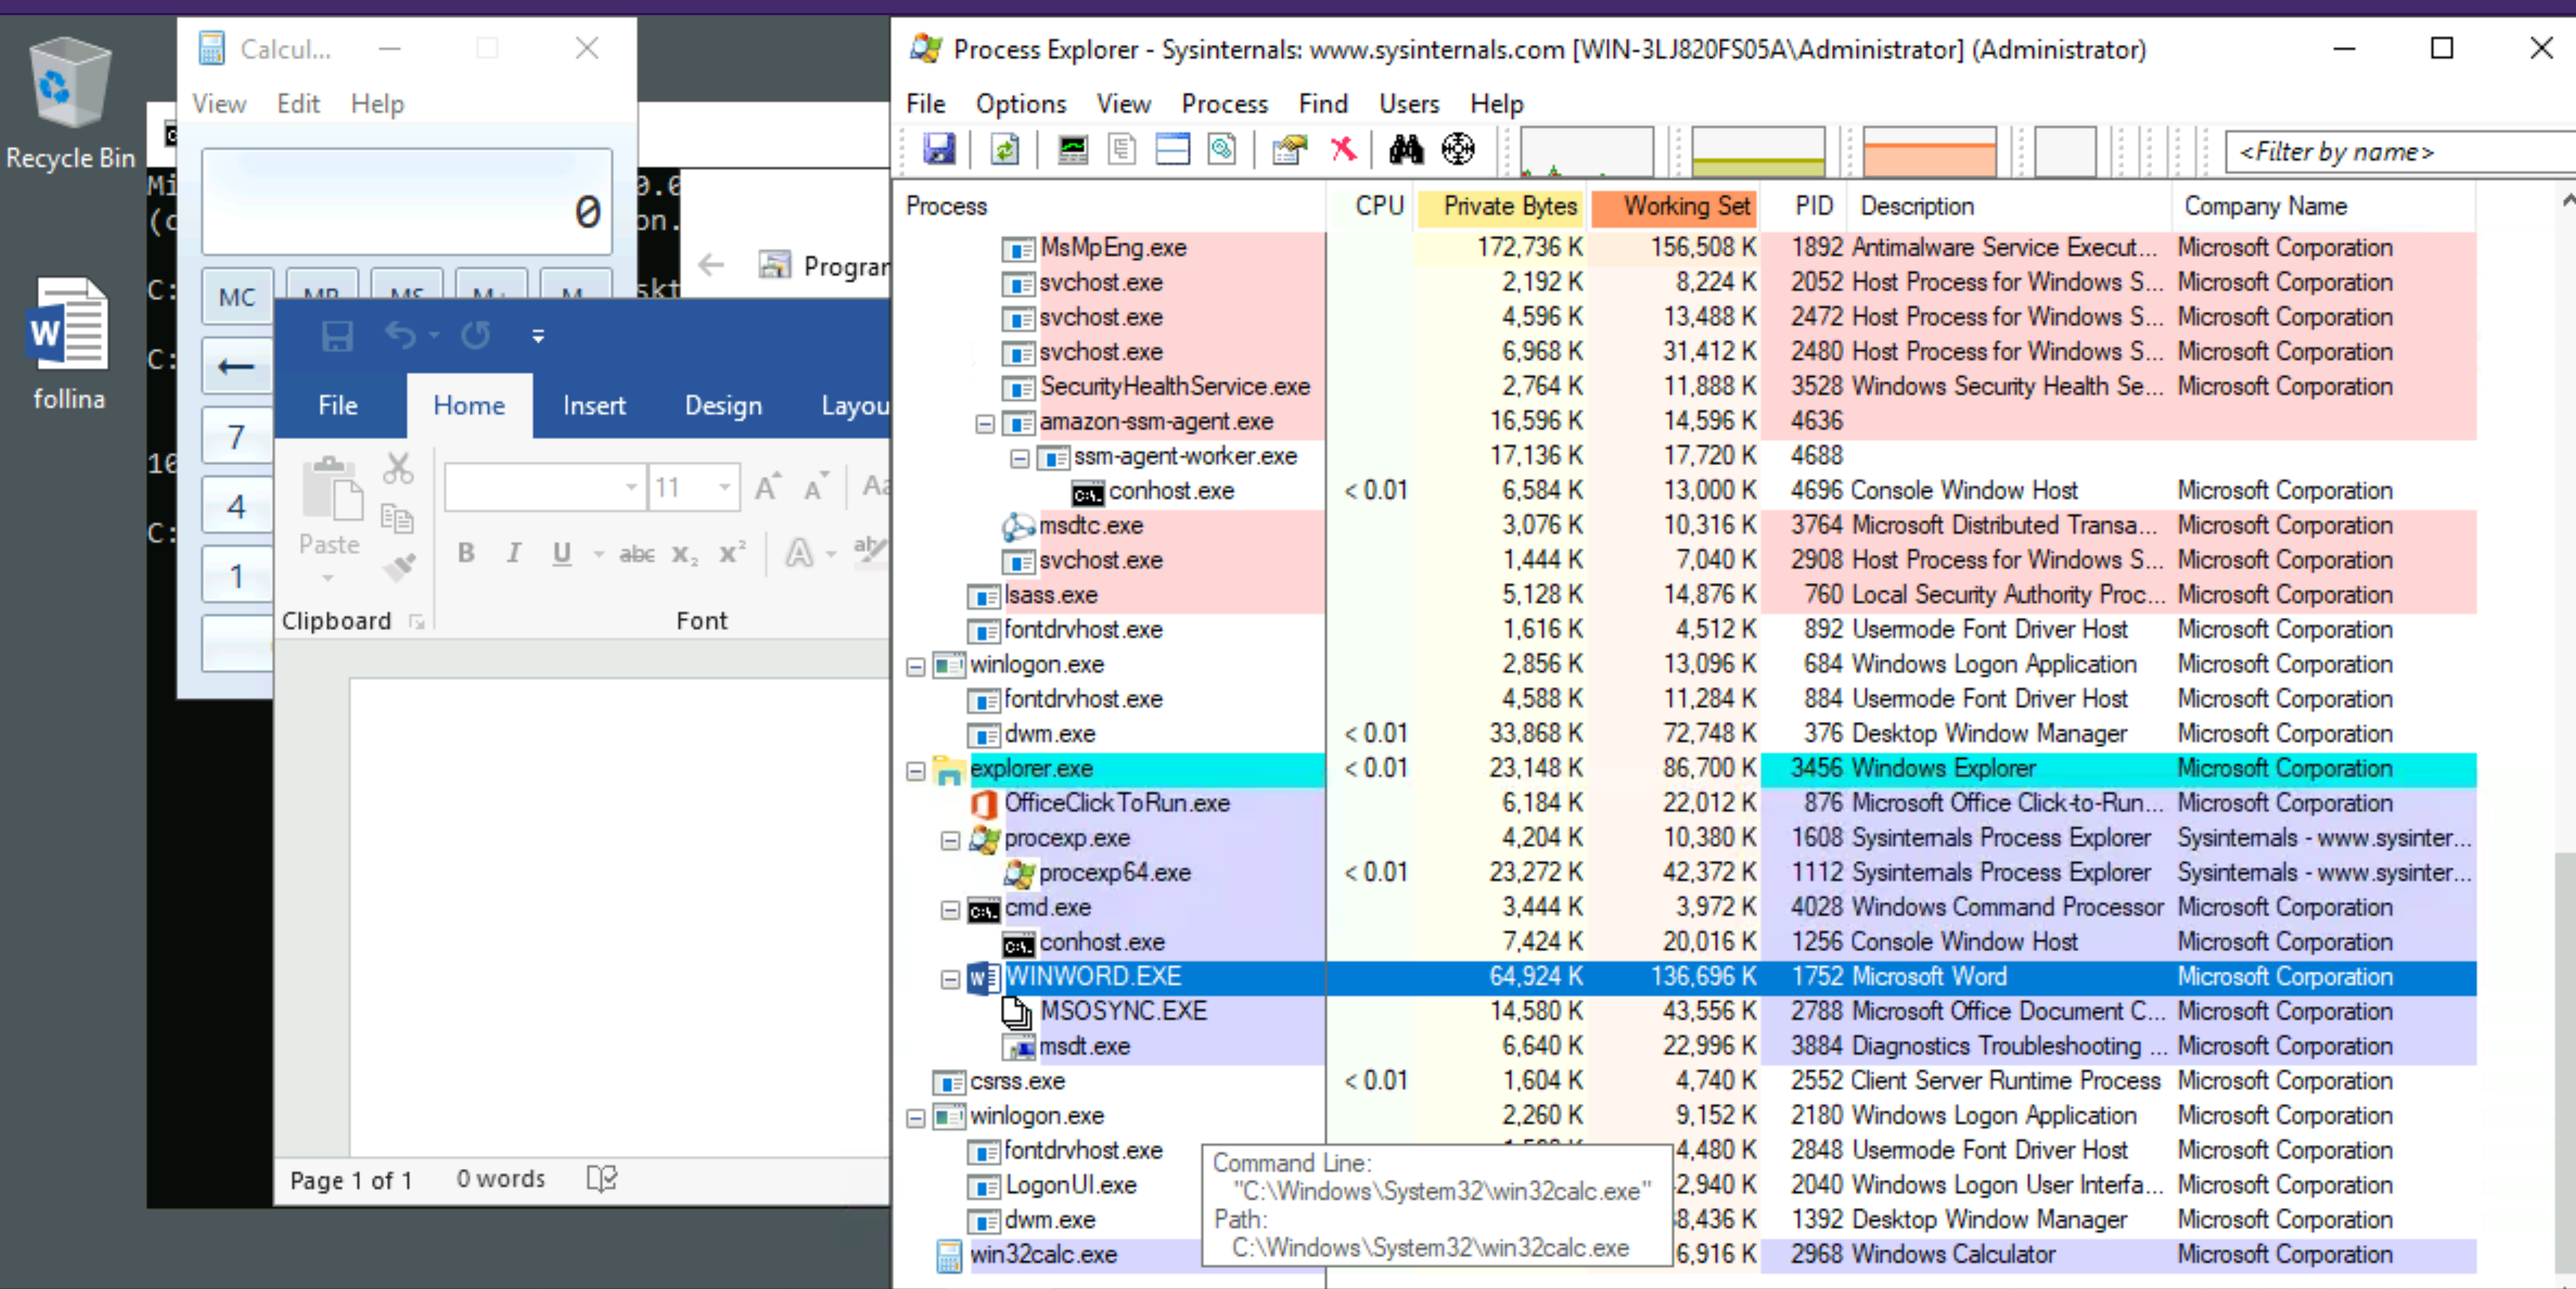 Recycle Bin
follina
Calcul...
View Edit Help
0
MC
←
7
4
1
Mi
0.0
(c
on.
C:
skt
C:
10
C:
Program
File Home Insert Design Layou
11 A A Aa
Paste
B I U abc x₂ x² A
Clipboard Font
Page 1 of 1 0 words
Process Explorer - Sysinternals: www.sysinternals.com [WIN-3LJ820FS05A\Administrator] (Administrator)
File Options View Process Find Users Help
<Filter by name>
Process CPU Private Bytes Working Set PID Description Company Name
MsMpEng.exe 172,736 K 156,508 K 1892 Antimalware Service Execut... Microsoft Corporation
svchost.exe 2,192 K 8,224 K 2052 Host Process for Windows S... Microsoft Corporation
svchost.exe 4,596 K 13,488 K 2472 Host Process for Windows S... Microsoft Corporation
svchost.exe 6,968 K 31,412 K 2480 Host Process for Windows S... Microsoft Corporation
SecurityHealthService.exe 2,764 K 11,888 K 3528 Windows Security Health Se... Microsoft Corporation
amazon-ssm-agent.exe 16,596 K 14,596 K 4636
ssm-agent-worker.exe 17,136 K 17,720 K 4688
conhost.exe < 0.01 6,584 K 13,000 K 4696 Console Window Host Microsoft Corporation
msdtc.exe 3,076 K 10,316 K 3764 Microsoft Distributed Transa... Microsoft Corporation
svchost.exe 1,444 K 7,040 K 2908 Host Process for Windows S... Microsoft Corporation
lsass.exe 5,128 K 14,876 K 760 Local Security Authority Proc... Microsoft Corporation
fontdrvhost.exe 1,616 K 4,512 K 892 Usermode Font Driver Host Microsoft Corporation
winlogon.exe 2,856 K 13,096 K 684 Windows Logon Application Microsoft Corporation
fontdrvhost.exe 4,588 K 11,284 K 884 Usermode Font Driver Host Microsoft Corporation
dwm.exe < 0.01 33,868 K 72,748 K 376 Desktop Window Manager Microsoft Corporation
explorer.exe < 0.01 23,148 K 86,700 K 3456 Windows Explorer Microsoft Corporation
OfficeClickToRun.exe 6,184 K 22,012 K 876 Microsoft Office Click-to-Run... Microsoft Corporation
procexp.exe 4,204 K 10,380 K 1608 Sysinternals Process Explorer Sysinternals - www.sysinter...
procexp64.exe < 0.01 23,272 K 42,372 K 1112 Sysinternals Process Explorer Sysinternals - www.sysinter...
cmd.exe 3,444 K 3,972 K 4028 Windows Command Processor Microsoft Corporation
conhost.exe 7,424 K 20,016 K 1256 Console Window Host Microsoft Corporation
WINWORD.EXE 64,924 K 136,696 K 1752 Microsoft Word Microsoft Corporation
MSOSYNC.EXE 14,580 K 43,556 K 2788 Microsoft Office Document C... Microsoft Corporation
msdt.exe 6,640 K 22,996 K 3884 Diagnostics Troubleshooting ... Microsoft Corporation
csrss.exe < 0.01 1,604 K 4,740 K 2552 Client Server Runtime Process Microsoft Corporation
winlogon.exe 2,260 K 9,152 K 2180 Windows Logon Application Microsoft Corporation
fontdrvhost.exe 4,480 K 2848 Usermode Font Driver Host Microsoft Corporation
LogonUI.exe 2,940 K 2040 Windows Logon User Interfa... Microsoft Corporation
dwm.exe 8,436 K 1392 Desktop Window Manager Microsoft Corporation
win32calc.exe 6,916 K 2968 Windows Calculator Microsoft Corporation
Command Line:
"C:\Windows\System32\win32calc.exe"
Path:
C:\Windows\System32\win32calc.exe